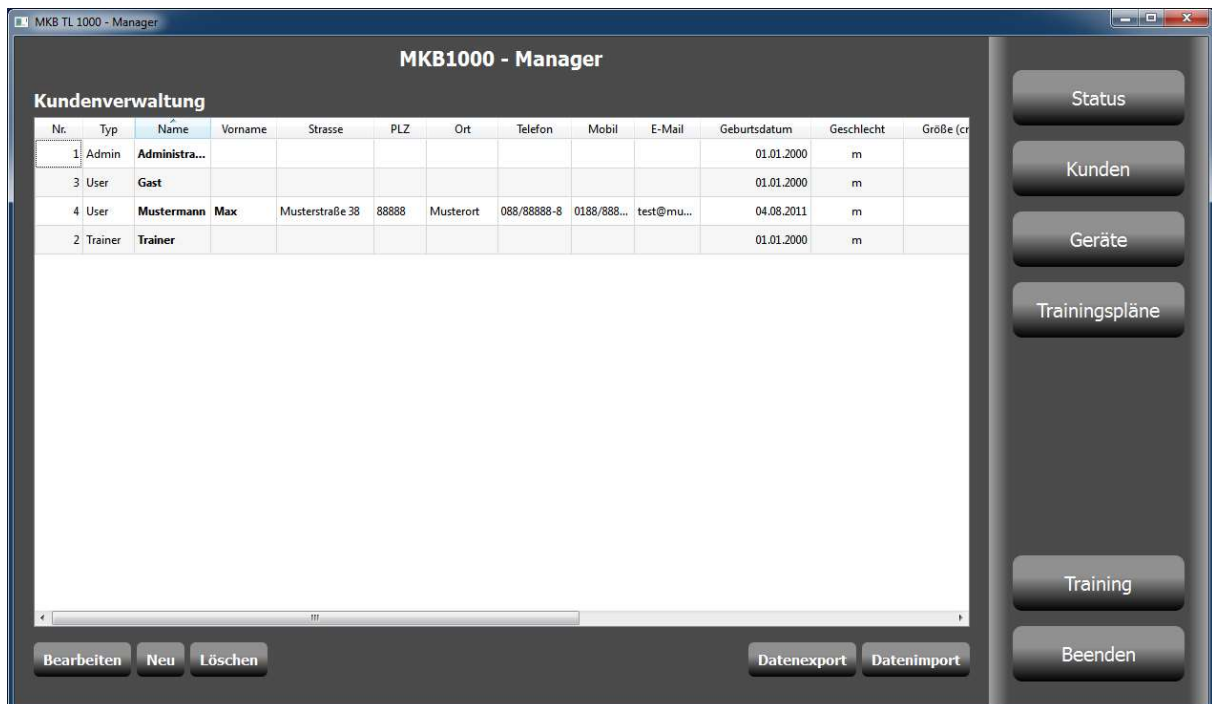 MKB TL 1000 - Manager
MKB1000 - Manager
Kundenverwaltung
Nr. Typ Name Vorname Strasse PLZ Ort Telefon Mobil E-Mail Geburtsdatum Geschlecht Größe (cr
1 Admin Administra... 01.01.2000 m
3 User Gast 01.01.2000 m
4 User Mustermann Max Musterstraße 38 88888 Musterort 088/88888-8 0188/888... test@mu... 04.08.2011 m
2 Trainer Trainer 01.01.2000 m
Bearbeiten Neu Löschen Datenexport Datenimport
Status
Kunden
Geräte
Trainingspläne
Training
Beenden